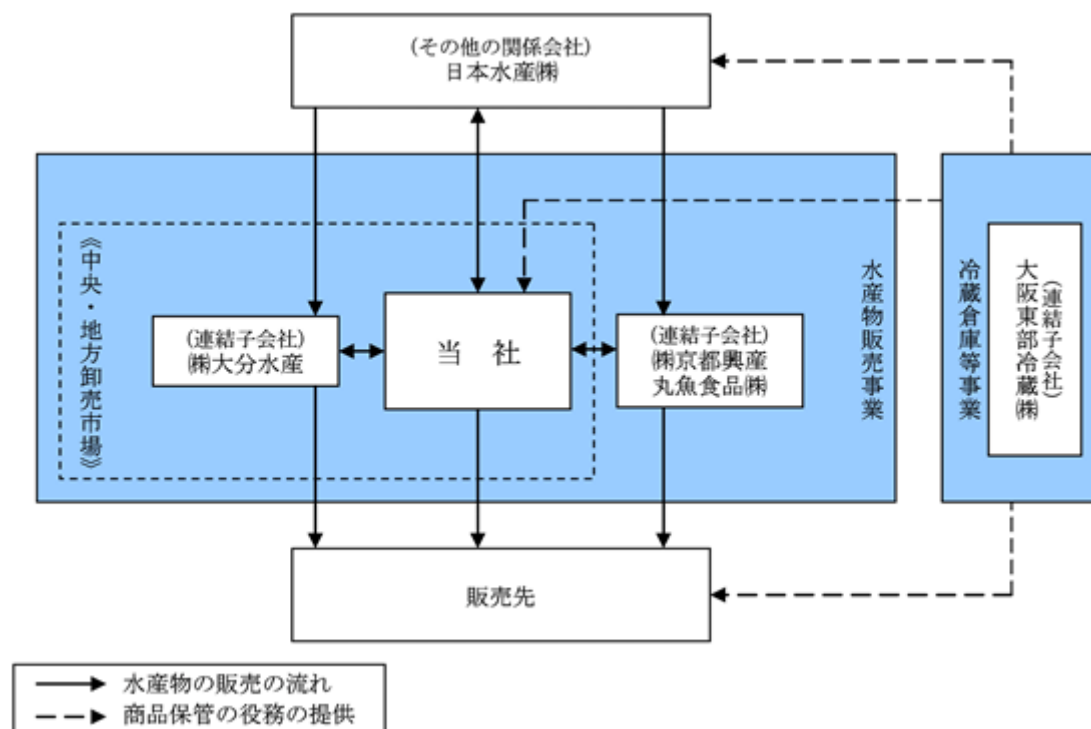 (その他の関係会社)
日本水産㈱
《中央・地方卸売市場》
(連結子会社)
㈱大分水産
当 社
(連結子会社)
㈱京都興産
丸魚食品㈱
水産物販売事業
冷蔵倉庫等事業
(連結子会社)
大阪東部冷蔵㈱
販売先
水産物の販売の流れ
商品保管の役務の提供